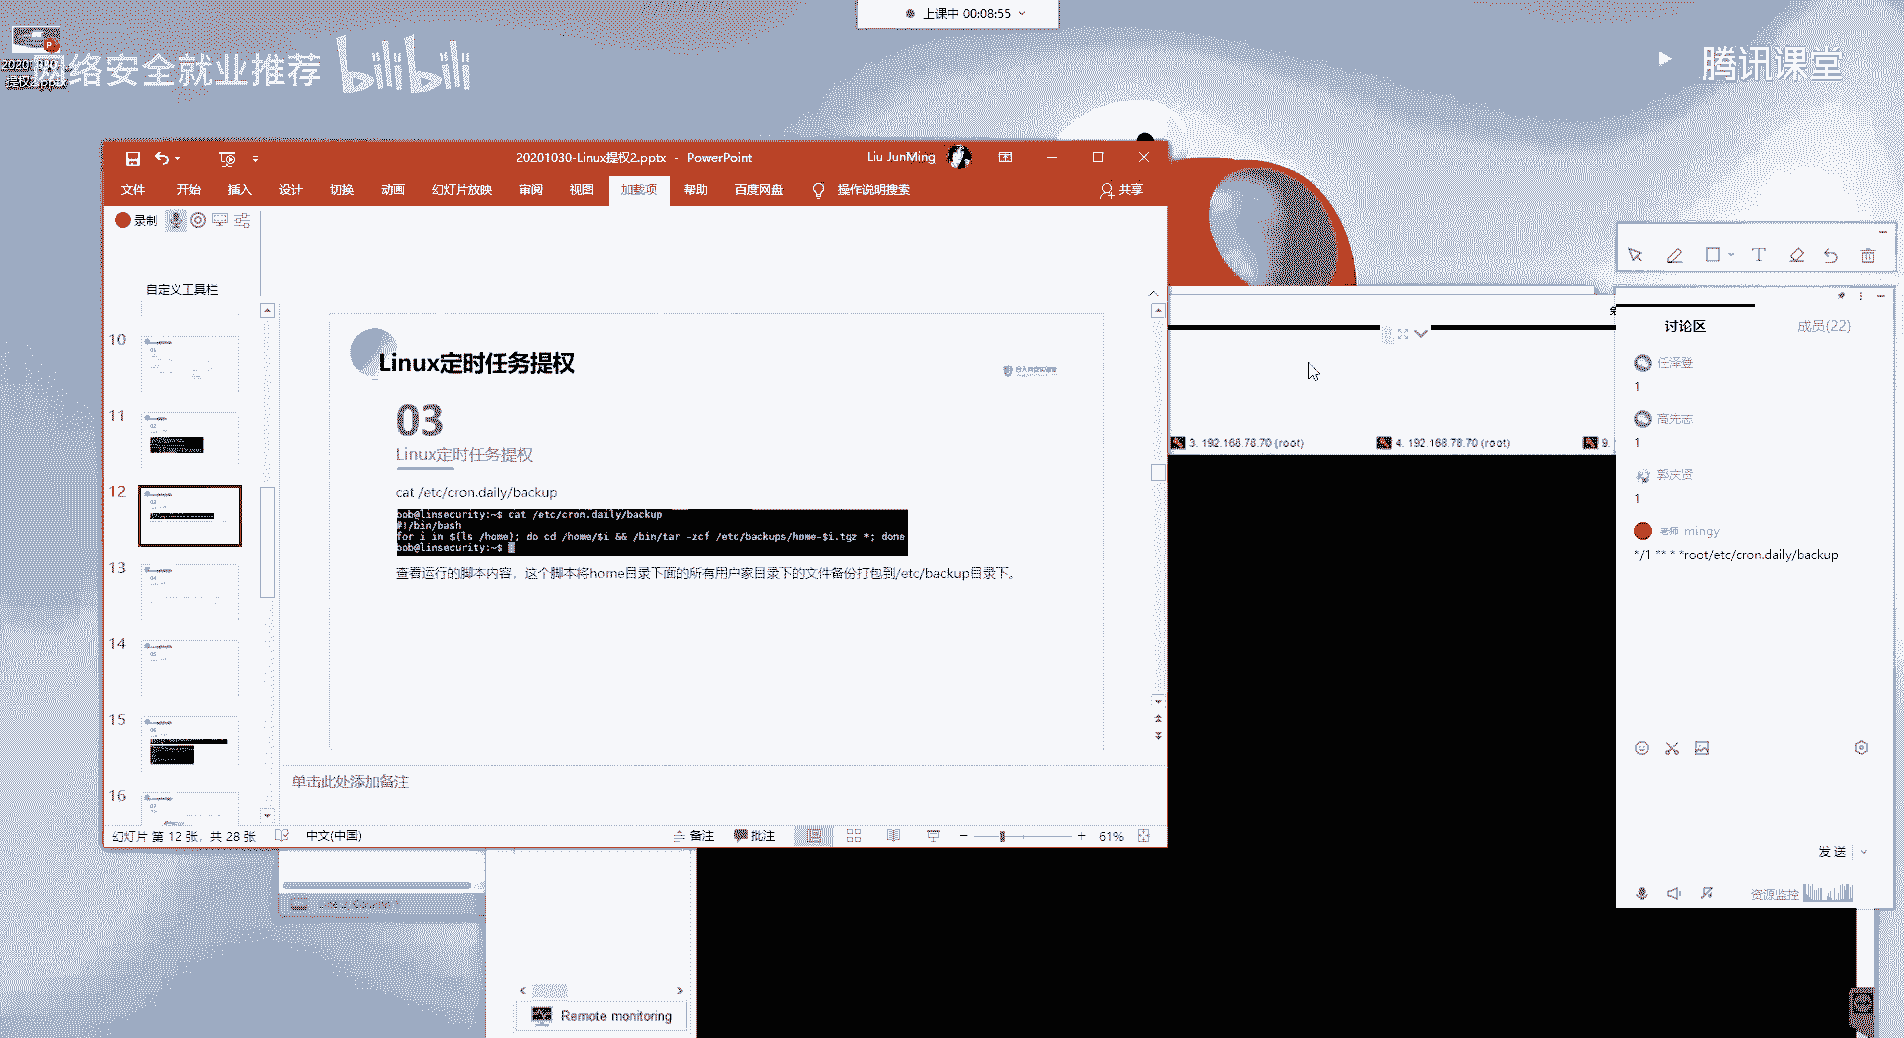 上课中 00:08:55
网络安全就业推荐 bilibili
腾讯课堂
20201030-Linux提权2.pptx - PowerPoint
Liu JunMing
文件 开始 插入 设计 切换 动画 幻灯片放映 审阅 视图 加载项 帮助 百度网盘 操作说明搜索 共享
录制
自定义工具栏
10
11
12
13
14
15
16
Linux定时任务提权
03
Linux定时任务提权
cat /etc/cron.daily/backup
bob@linsecurity:~$ cat /etc/cron.daily/backup
#!/bin/bash
for i in $(ls /home); do cd /home/$i && /bin/tar -zcf /etc/backups/home-$i.tgz *; done
bob@linsecurity:~$
查看运行的脚本内容，这个脚本将home目录下面的所有用户家目录下的文件备份打包到/etc/backup目录下。
单击此处添加备注
幻灯片 第 12 张，共 28 张 中文(中国) 备注 批注 61%
3. 192.168.78.70 (root) 4. 192.168.78.70 (root) 9.
讨论区 成员(22)
任泽登
1
高先志
1
郭庆贤
1
老师 mingy
*/1 ** * *root/etc/cron.daily/backup
发送
资源监控
Remote monitoring